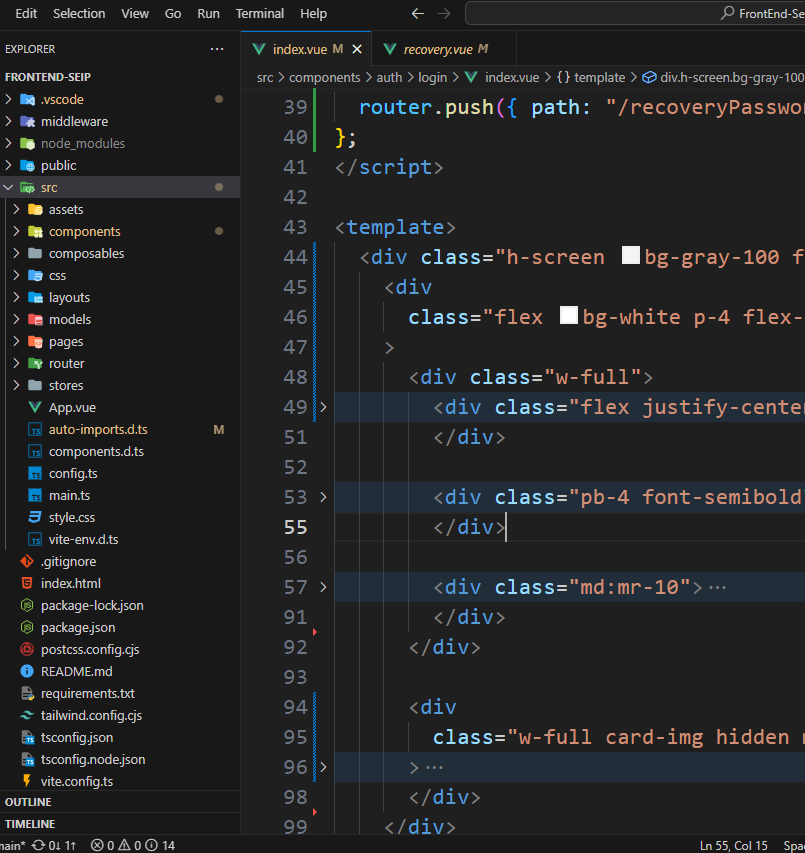 Edit Selection View Go Run Terminal Help FrontEnd-Se
EXPLORER
index.vue M recovery.vue M
FRONTEND-SEIP
src > components > auth > login > index.vue > {} template > div.h-screen.bg-gray-100
.vscode
middleware
node_modules
public
src
assets
components
composables
css
layouts
models
pages
router
stores
App.vue
auto-imports.d.ts M
components.d.ts
config.ts
main.ts
style.css
vite-env.d.ts
.gitignore
index.html
package-lock.json
package.json
postcss.config.cjs
README.md
requirements.txt
tailwind.config.cjs
tsconfig.json
tsconfig.node.json
vite.config.ts
OUTLINE
TIMELINE
39 router.push({ path: "/recoveryPasswo
40 };
41 </script>
42
43 <template>
44 <div class="h-screen bg-gray-100 f
45 <div
46 class="flex bg-white p-4 flex-
47 >
48 <div class="w-full">
49 <div class="flex justify-cente
51 </div>
52
53 <div class="pb-4 font-semibold
55 </div>
56
57 <div class="md:mr-10">···
91 </div>
92 </div>
93
94 <div
95 class="w-full card-img hidden m
96 >···
98 </div>
99 </div>
main* 0↓ 1↑ 0 0 14 Ln 55, Col 15 Spa